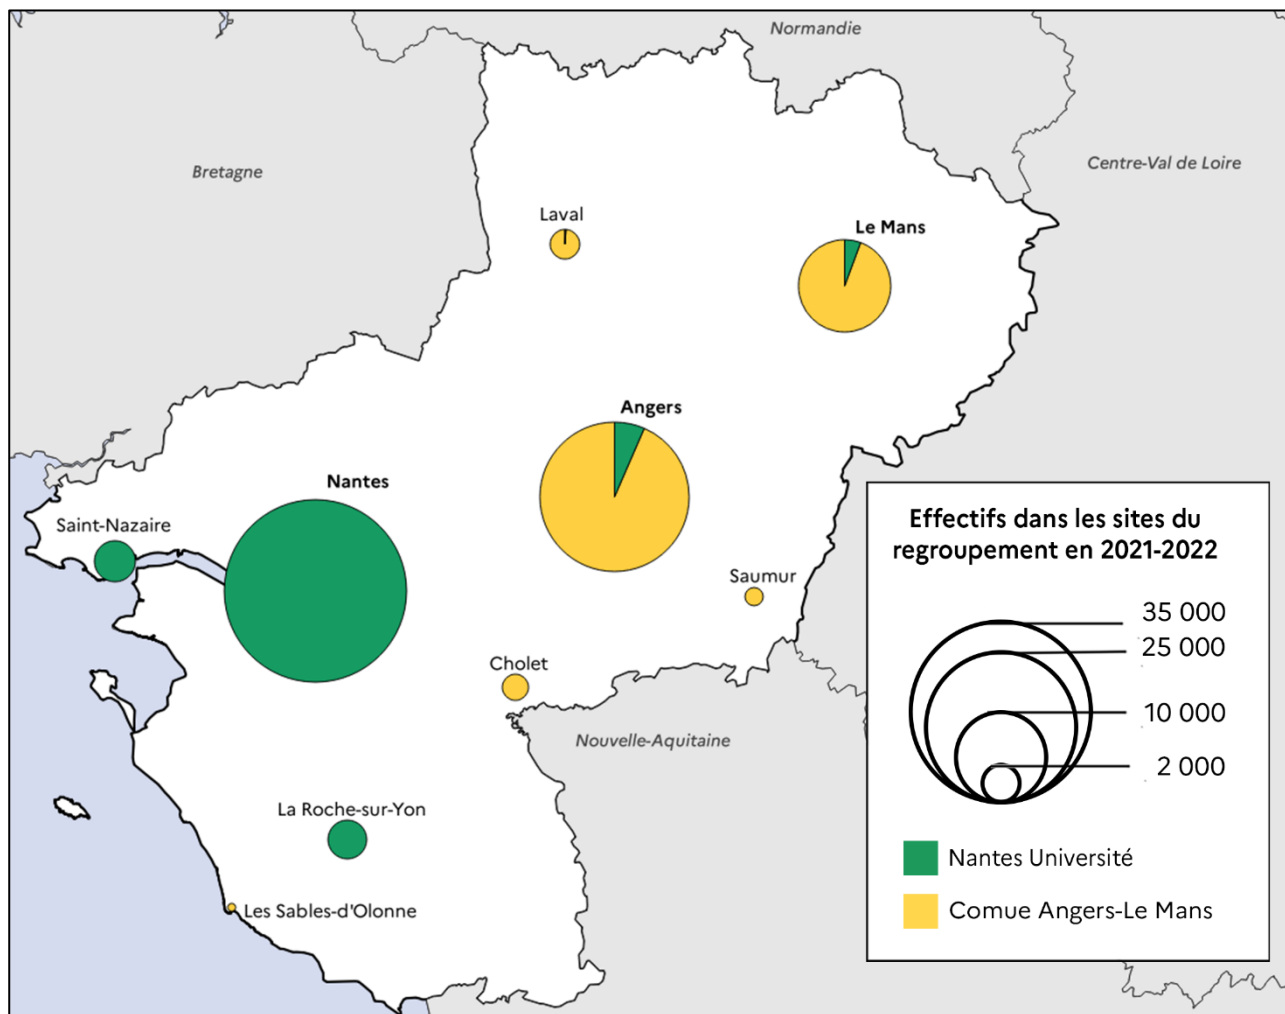 Normandie
Bretagne
Centre-Val de Loire
Laval
Le Mans
Angers
Nantes
Saint-Nazaire
Saumur
Cholet
Nouvelle-Aquitaine
La Roche-sur-Yon
Les Sables-d'Olonne
Effectifs dans les sites du
regroupement en 2021-2022
35 000
25 000
10 000
2 000
Nantes Université
Comue Angers-Le Mans